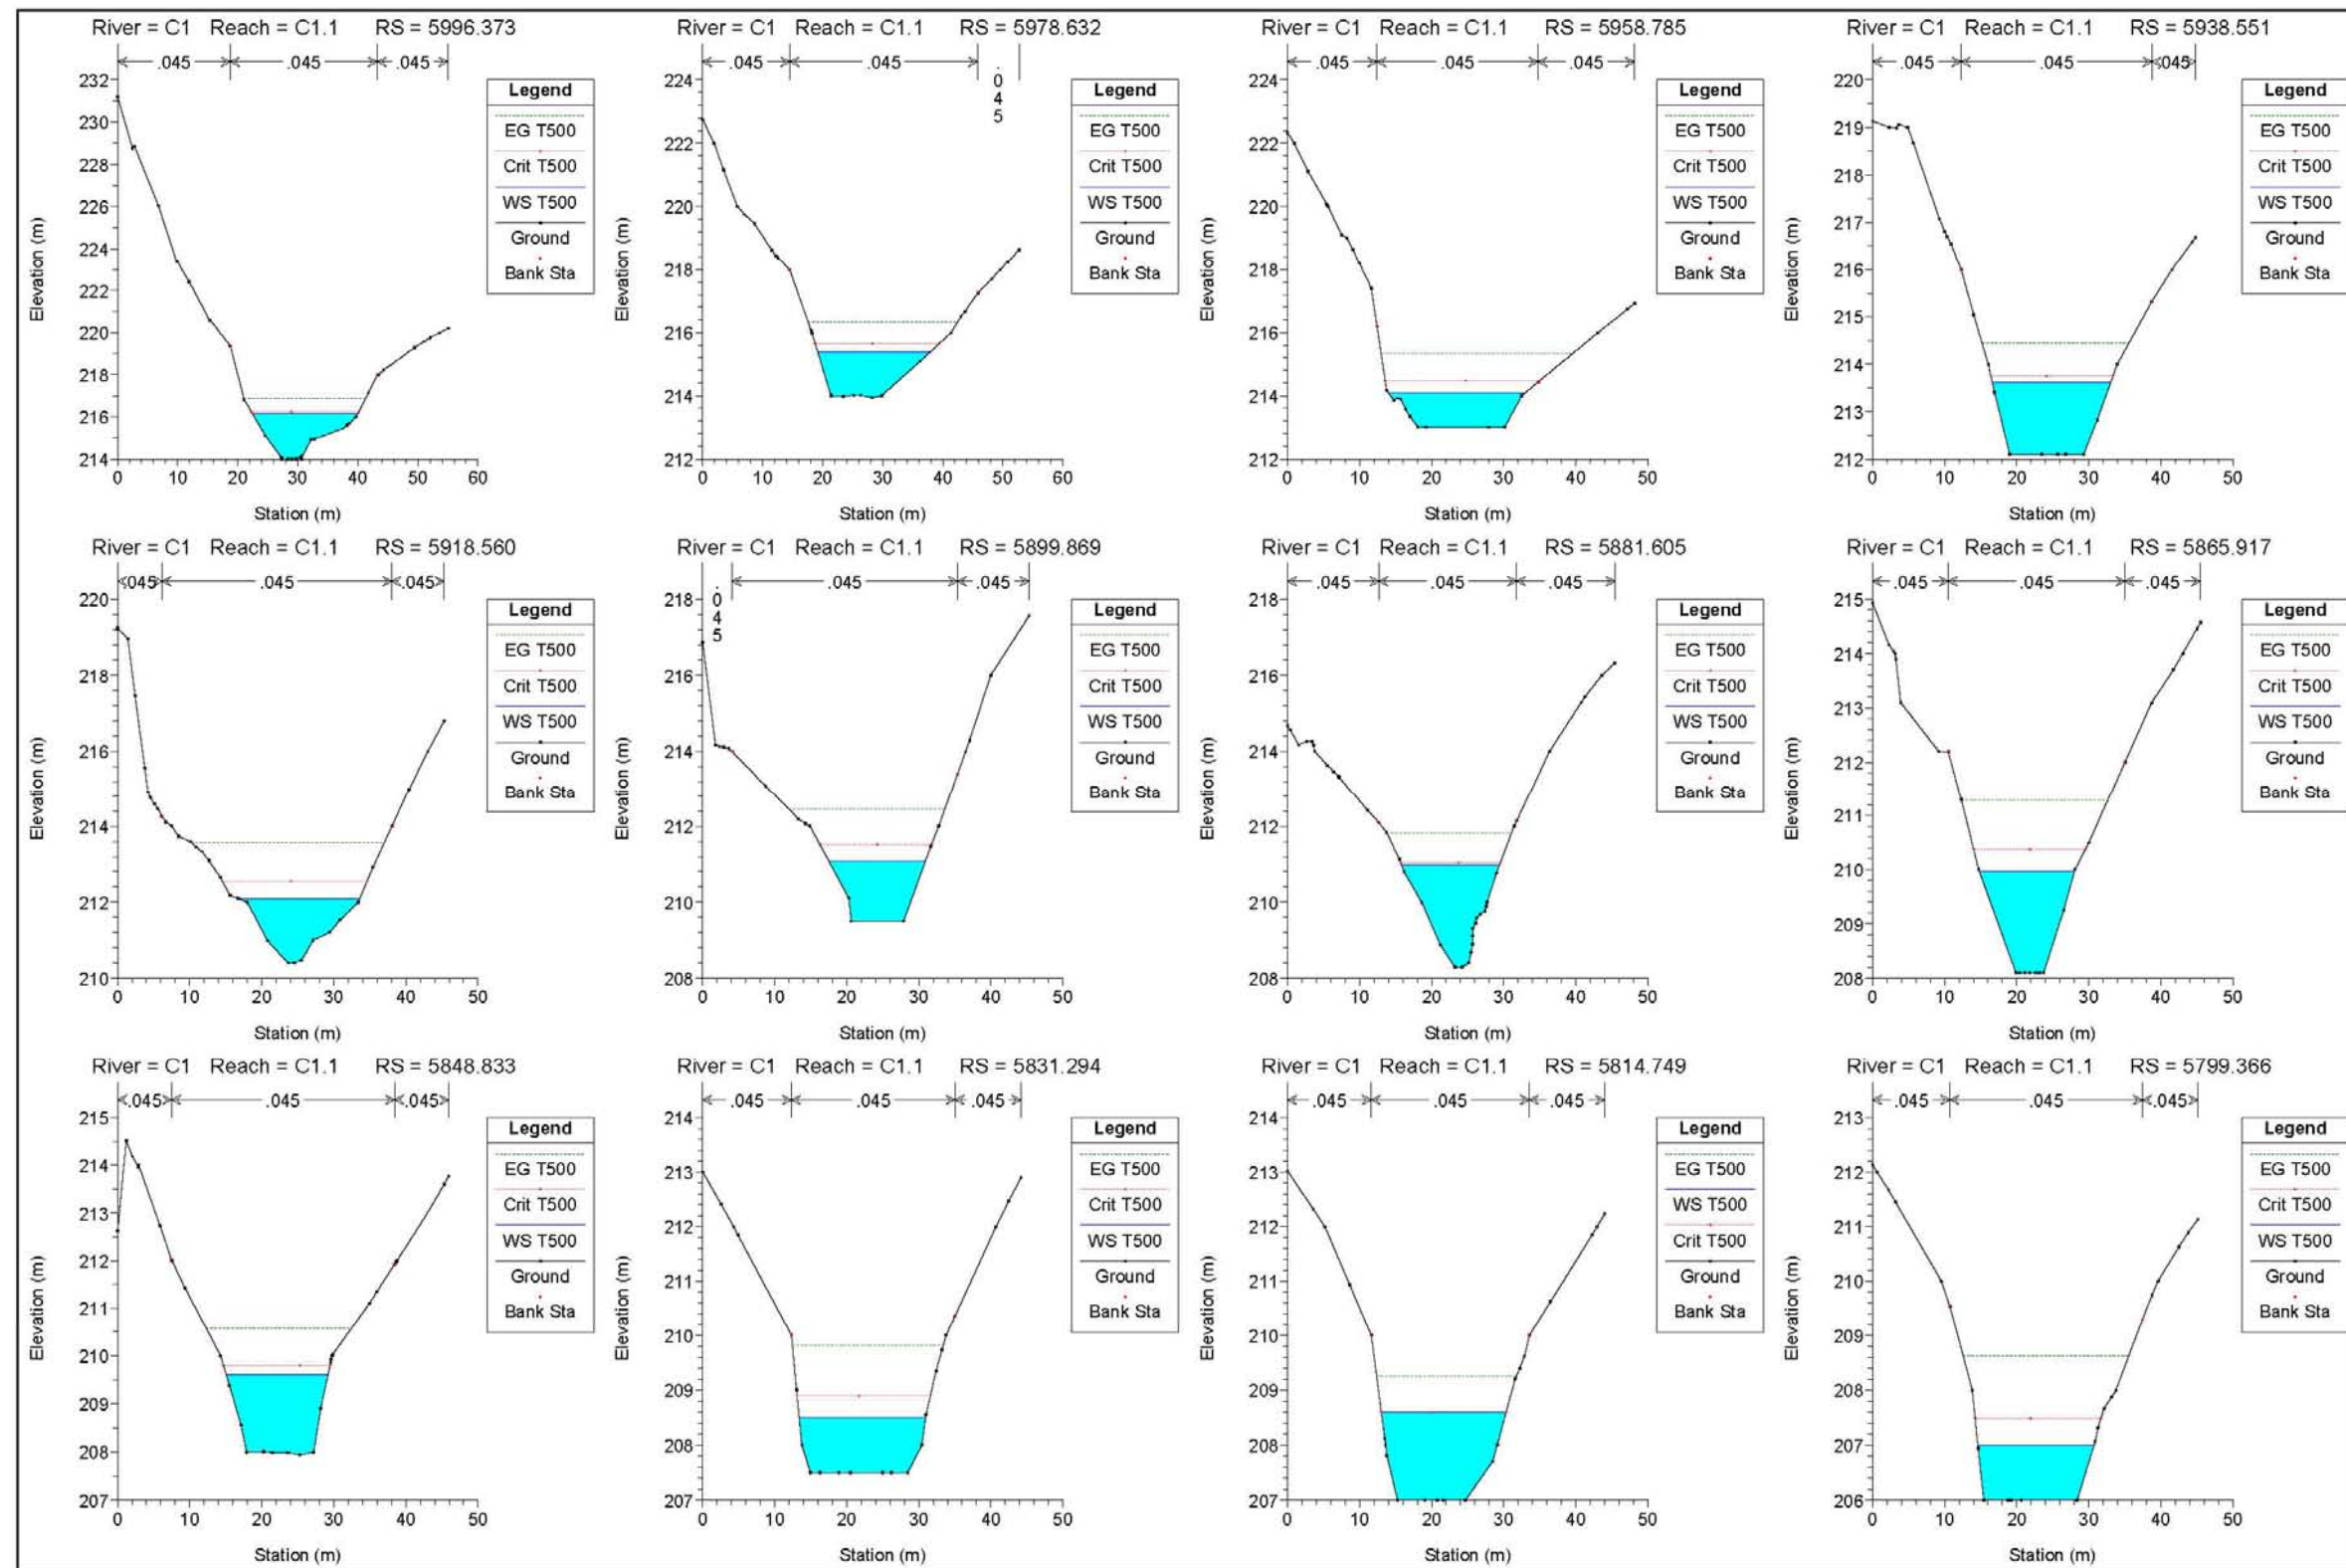 River = C1 Reach = C1.1 RS = 5996.373
.045 .045 .045
Legend
EG T500
Crit T500
WS T500
Ground
Bank Sta
232
230
228
226
224
222
220
218
216
214
Elevation (m)
0 10 20 30 40 50 60
Station (m)
River = C1 Reach = C1.1 RS = 5978.632
.045 .045 .045
Legend
EG T500
Crit T500
WS T500
Ground
Bank Sta
224
222
220
218
216
214
212
Elevation (m)
0 10 20 30 40 50 60
Station (m)
River = C1 Reach = C1.1 RS = 5958.785
.045 .045 .045
Legend
EG T500
Crit T500
WS T500
Ground
Bank Sta
224
222
220
218
216
214
212
Elevation (m)
0 10 20 30 40 50
Station (m)
River = C1 Reach = C1.1 RS = 5938.551
.045 .045 .045
Legend
EG T500
Crit T500
WS T500
Ground
Bank Sta
220
219
218
217
216
215
214
213
212
Elevation (m)
0 10 20 30 40 50
Station (m)
River = C1 Reach = C1.1 RS = 5918.560
.045 .045 .045
Legend
EG T500
Crit T500
WS T500
Ground
Bank Sta
220
218
216
214
212
210
Elevation (m)
0 10 20 30 40 50
Station (m)
River = C1 Reach = C1.1 RS = 5899.869
.045 .045 .045
Legend
EG T500
Crit T500
WS T500
Ground
Bank Sta
218
216
214
212
210
208
Elevation (m)
0 10 20 30 40 50
Station (m)
River = C1 Reach = C1.1 RS = 5881.605
.045 .045 .045
Legend
EG T500
Crit T500
WS T500
Ground
Bank Sta
218
216
214
212
210
208
Elevation (m)
0 10 20 30 40 50
Station (m)
River = C1 Reach = C1.1 RS = 5865.917
.045 .045 .045
Legend
EG T500
Crit T500
WS T500
Ground
Bank Sta
215
214
213
212
211
210
209
208
Elevation (m)
0 10 20 30 40 50
Station (m)
River = C1 Reach = C1.1 RS = 5848.833
.045 .045 .045
Legend
EG T500
Crit T500
WS T500
Ground
Bank Sta
215
214
213
212
211
210
209
208
207
Elevation (m)
0 10 20 30 40 50
Station (m)
River = C1 Reach = C1.1 RS = 5831.294
.045 .045 .045
Legend
EG T500
Crit T500
WS T500
Ground
Bank Sta
214
213
212
211
210
209
208
207
Elevation (m)
0 10 20 30 40 50
Station (m)
River = C1 Reach = C1.1 RS = 5814.749
.045 .045 .045
Legend
EG T500
WS T500
Crit T500
Ground
Bank Sta
214
213
212
211
210
209
208
207
Elevation (m)
0 10 20 30 40 50
Station (m)
River = C1 Reach = C1.1 RS = 5799.366
.045 .045 .045
Legend
EG T500
Crit T500
WS T500
Ground
Bank Sta
213
212
211
210
209
208
207
206
Elevation (m)
0 10 20 30 40 50
Station (m)